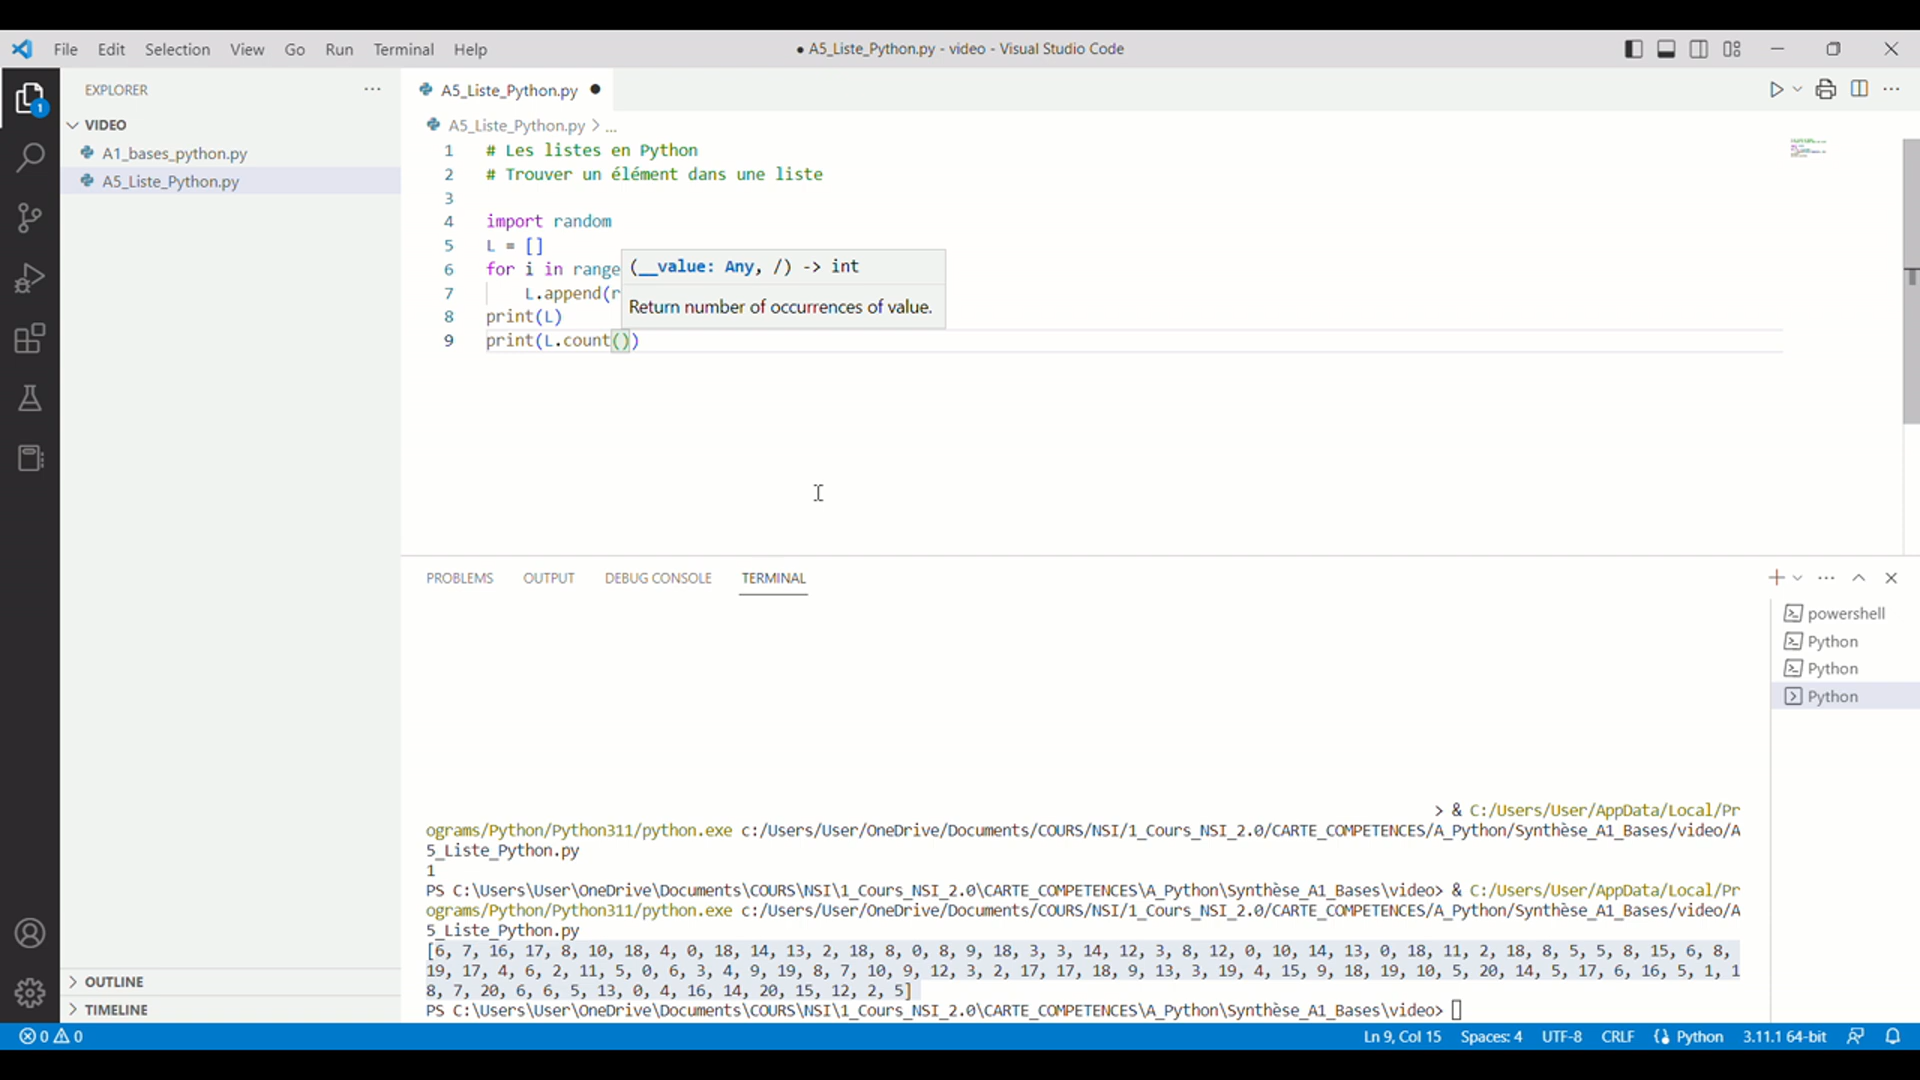 File Edit Selection View Go Run Terminal Help
● A5_Liste_Python.py - video - Visual Studio Code
EXPLORER
1
VIDEO
A1_bases_python.py
A5_Liste_Python.py
OUTLINE
TIMELINE
A5_Liste_Python.py ●
A5_Liste_Python.py > ...
1 # Les listes en Python
2 # Trouver un élément dans une liste
3
4 import random
5 L = []
6 for i in range
7 L.append(r
8 print(L)
9 print(L.count())
(__value: Any, /) -> int
Return number of occurrences of value.
PROBLEMS OUTPUT DEBUG CONSOLE TERMINAL
powershell
Python
Python
Python
> & C:/Users/User/AppData/Local/Pr
ograms/Python/Python311/python.exe c:/Users/User/OneDrive/Documents/COURS/NSI/1_Cours_NSI_2.0/CARTE_COMPETENCES/A_Python/Synthèse_A1_Bases/video/A
5_Liste_Python.py
1
PS C:\Users\User\OneDrive\Documents\COURS\NSI\1_Cours_NSI_2.0\CARTE_COMPETENCES\A_Python\Synthèse_A1_Bases\video> & C:/Users/User/AppData/Local/Pr
ograms/Python/Python311/python.exe c:/Users/User/OneDrive/Documents/COURS/NSI/1_Cours_NSI_2.0/CARTE_COMPETENCES/A_Python/Synthèse_A1_Bases/video/A
5_Liste_Python.py
[6, 7, 16, 17, 8, 10, 18, 4, 0, 18, 14, 13, 2, 18, 8, 0, 8, 9, 18, 3, 3, 14, 12, 3, 8, 12, 0, 10, 14, 13, 0, 18, 11, 2, 18, 8, 5, 5, 8, 15, 6, 8,
19, 17, 4, 6, 2, 11, 5, 0, 6, 3, 4, 9, 19, 8, 7, 10, 9, 12, 3, 2, 17, 17, 18, 9, 13, 3, 19, 4, 15, 9, 18, 19, 10, 5, 20, 14, 5, 17, 6, 16, 5, 1, 1
8, 7, 20, 6, 6, 5, 13, 0, 4, 16, 14, 20, 15, 12, 2, 5]
PS C:\Users\User\OneDrive\Documents\COURS\NSI\1_Cours_NSI_2.0\CARTE_COMPETENCES\A_Python\Synthèse_A1_Bases\video>
0 0 Ln 9, Col 15 Spaces: 4 UTF-8 CRLF Python 3.11.1 64-bit